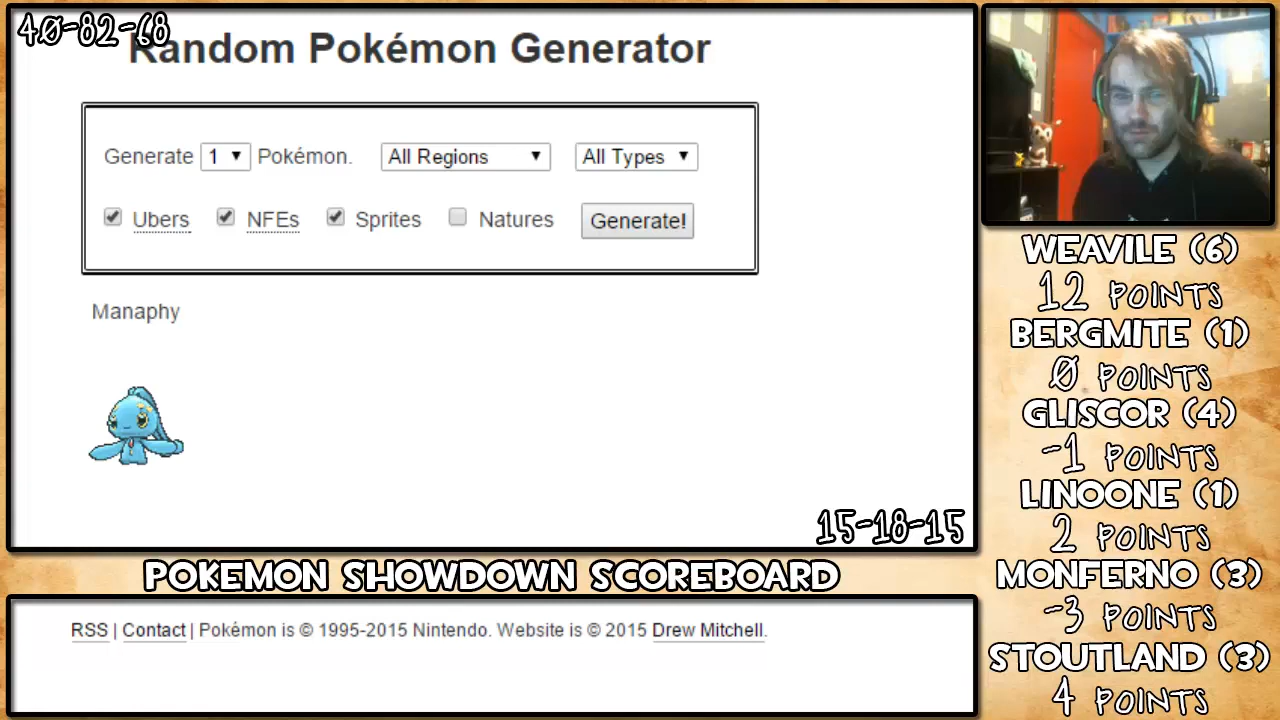 40-82-68
Random Pokémon Generator
Generate 1 Pokémon. All Regions All Types
Ubers NFEs Sprites Natures Generate!
Manaphy
15-18-15
POKEMON SHOWDOWN SCOREBOARD
RSS | Contact | Pokémon is © 1995-2015 Nintendo. Website is © 2015 Drew Mitchell.
WEAVILE (6)
12 POINTS
BERGMITE (1)
0 POINTS
GLISCOR (4)
-1 POINTS
LINOONE (1)
2 POINTS
MONFERNO (3)
-3 POINTS
STOUTLAND (3)
4 POINTS